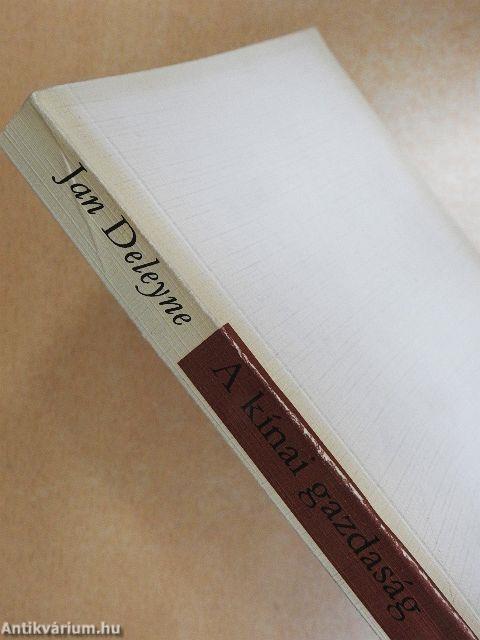 Jan Deleyne
A kínai gazdaság
Antikvárium.hu